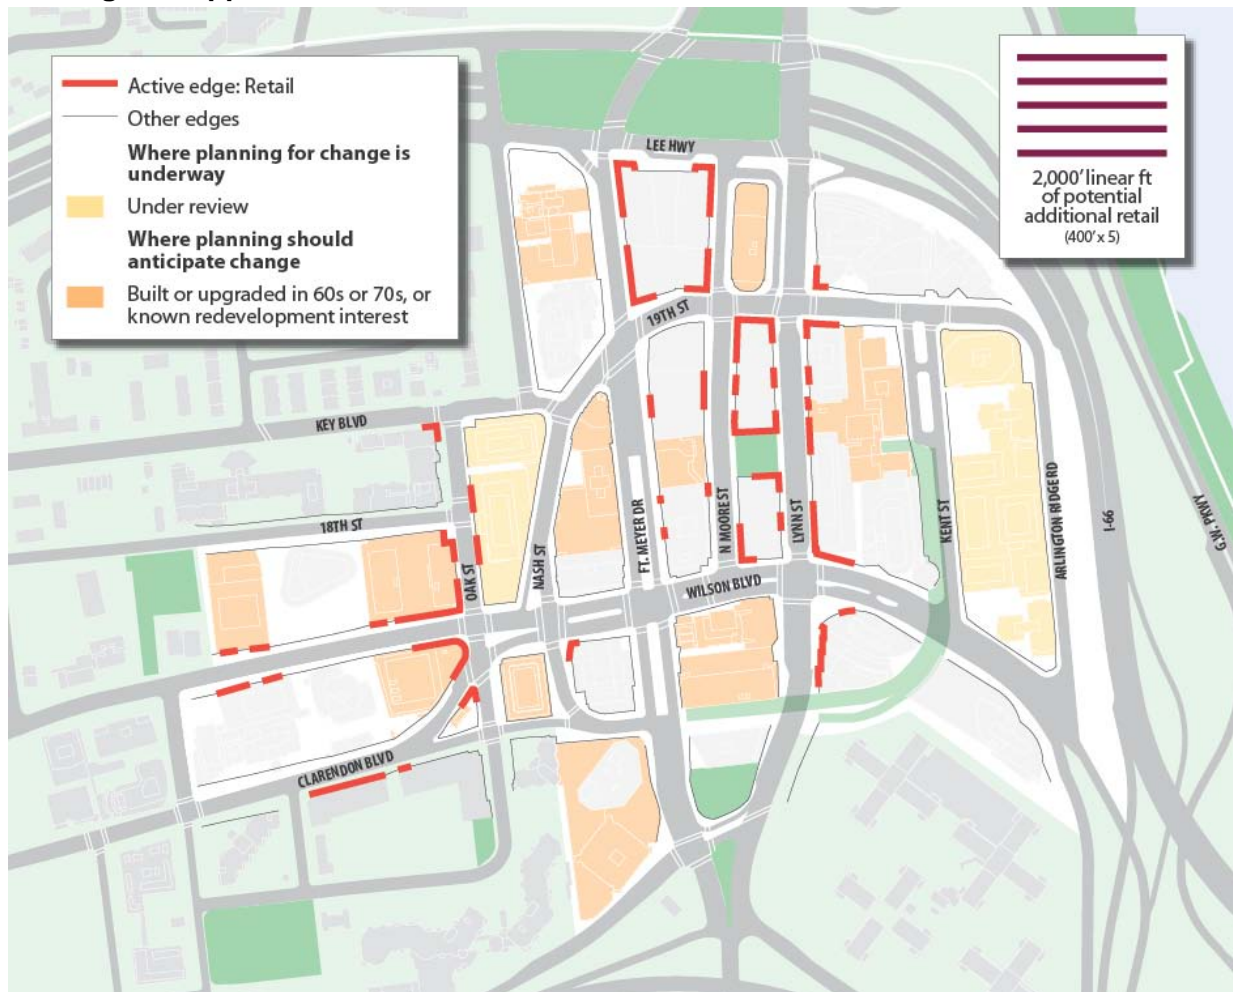 Active edge: Retail
Other edges
Where planning for change is
underway
Under review
Where planning should
anticipate change
Built or upgraded in 60s or 70s, or
known redevelopment interest
2,000' linear ft
of potential
additional retail
(400' x 5)
LEE HWY
19TH ST
KEY BLVD
18TH ST
OAK ST
NASH ST
FT. MEYER DR
N MOORE ST
LYNN ST
KENT ST
ARLINGTON RIDGE RD
I-66
G.W. PKWY
WILSON BLVD
CLARENDON BLVD